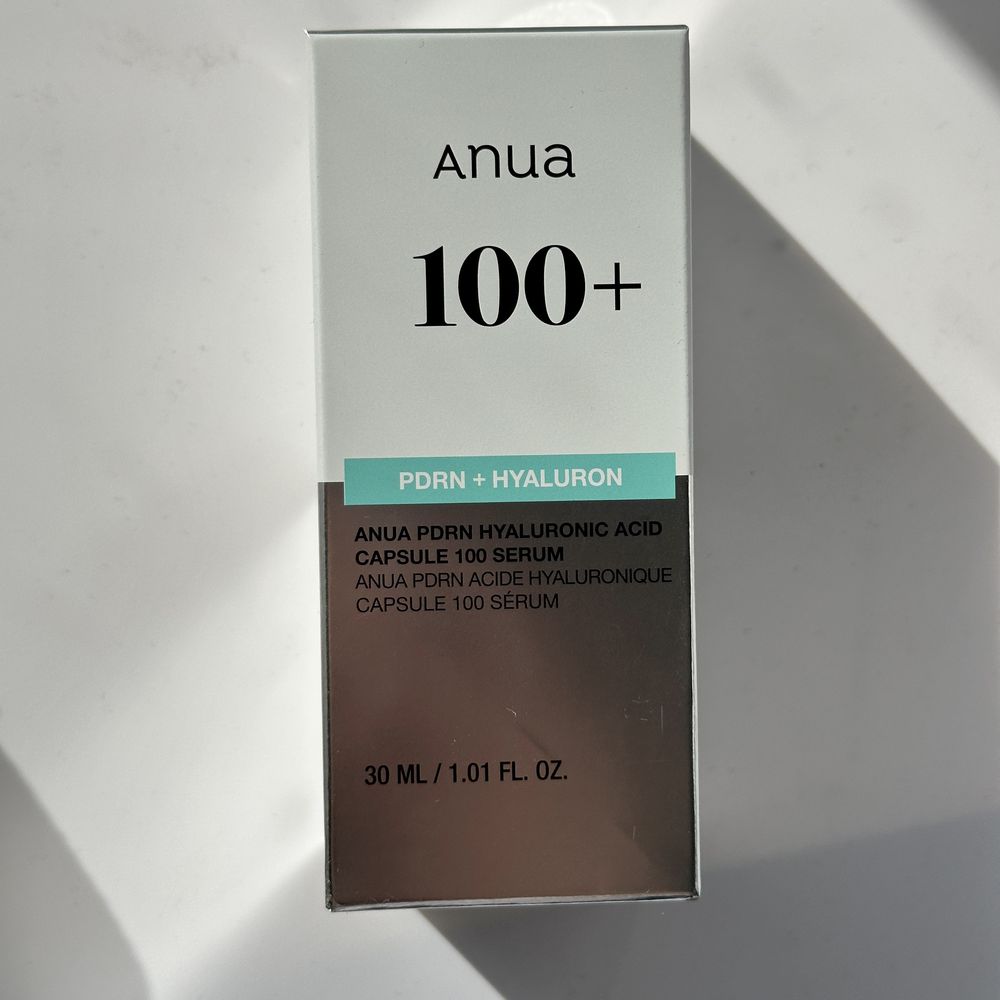 Anua
100+
PDRN + HYALURON
ANUA PDRN HYALURONIC ACID
CAPSULE 100 SERUM
ANUA PDRN ACIDE HYALURONIQUE
CAPSULE 100 SÉRUM
30 ML / 1.01 FL. OZ.